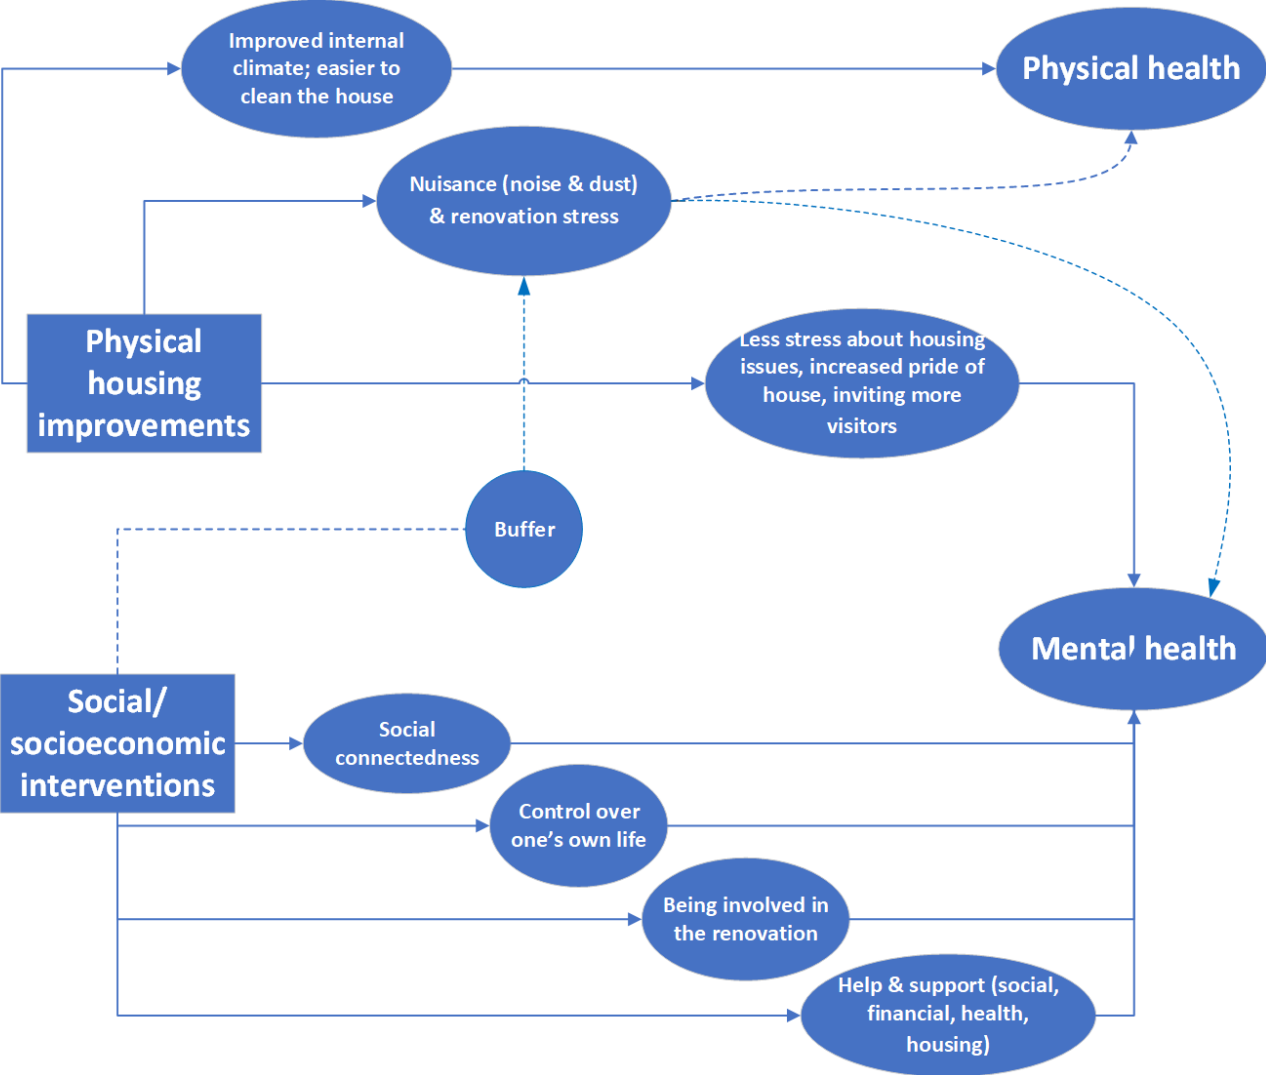 Improved internal
climate; easier to
clean the house
Physical health
Nuisance (noise & dust)
& renovation stress
Physical
housing
improvements
Less stress about housing
issues, increased pride of
house, inviting more
visitors
Buffer
Mental health
Social/
socioeconomic
interventions
Social
connectedness
Control over
one’s own life
Being involved in
the renovation
Help & support (social,
financial, health,
housing)